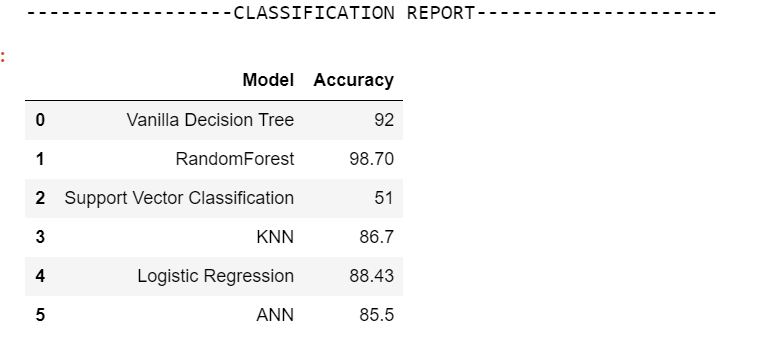 ------------------CLASSIFICATION REPORT---------------------
:
Model Accuracy
0 Vanilla Decision Tree 92
1 RandomForest 98.70
2 Support Vector Classification 51
3 KNN 86.7
4 Logistic Regression 88.43
5 ANN 85.5